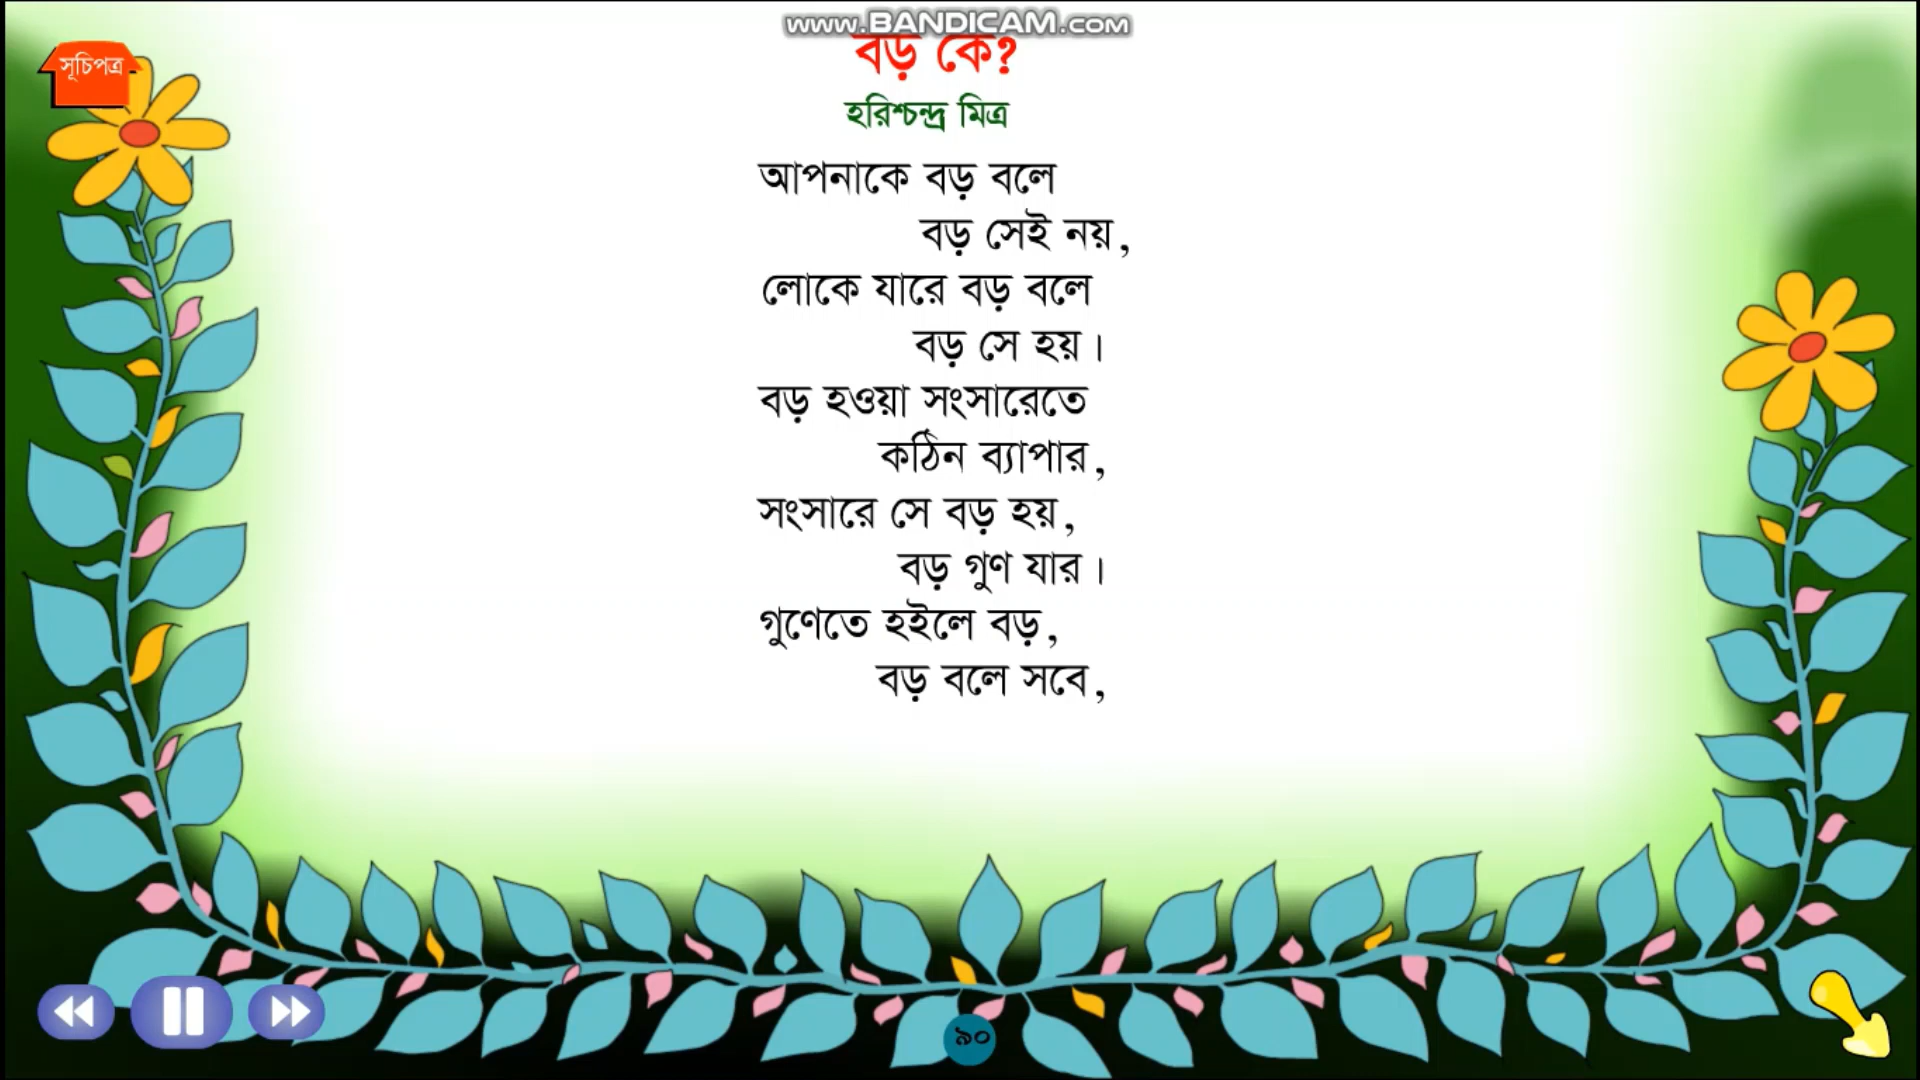 www.BANDICAM.com
সূচিপত্র
বড় কে?
হরিশ্চন্দ্র মিত্র
আপনাকে বড় বলে
বড় সেই নয়,
লোকে যারে বড় বলে
বড় সে হয়।
বড় হওয়া সংসারেতে
কঠিন ব্যাপার,
সংসারে সে বড় হয়,
বড় গুণ যার।
গুণেতে হইলে বড়,
বড় বলে সবে,
৯০